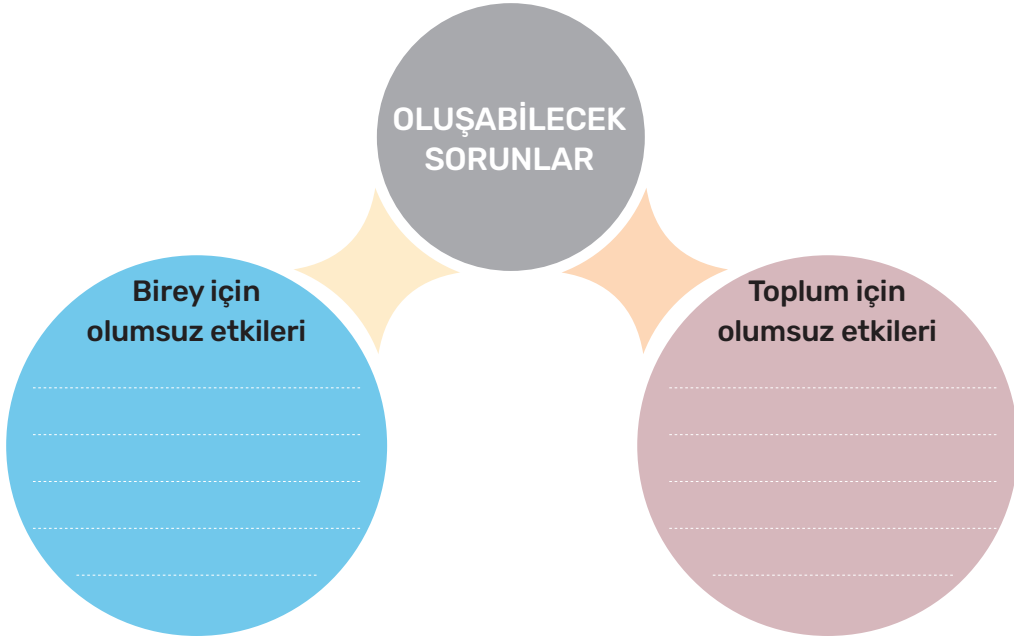 OLUŞABİLECEK
SORUNLAR
Birey için
olumsuz etkileri
Toplum için
olumsuz etkileri